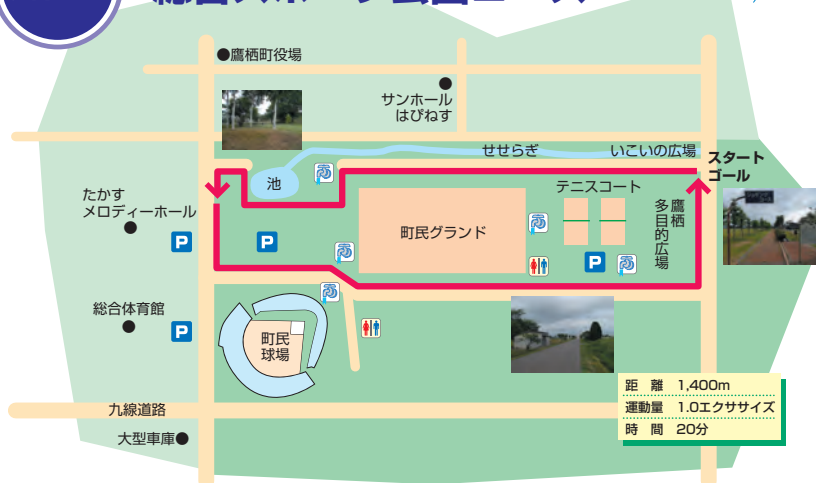 ●鷹栖町役場
サンホール
はぴねす
せせらぎ
いこいの広場
スタート
ゴール
池
テニスコート
たかす
メロディーホール
町民グランド
鷹栖
多目的広場
P
P
P
総合体育館
P
町民
球場
距 離 1,400m
運動量 1.0エクササイズ
時 間 20分
九線道路
大型車庫●